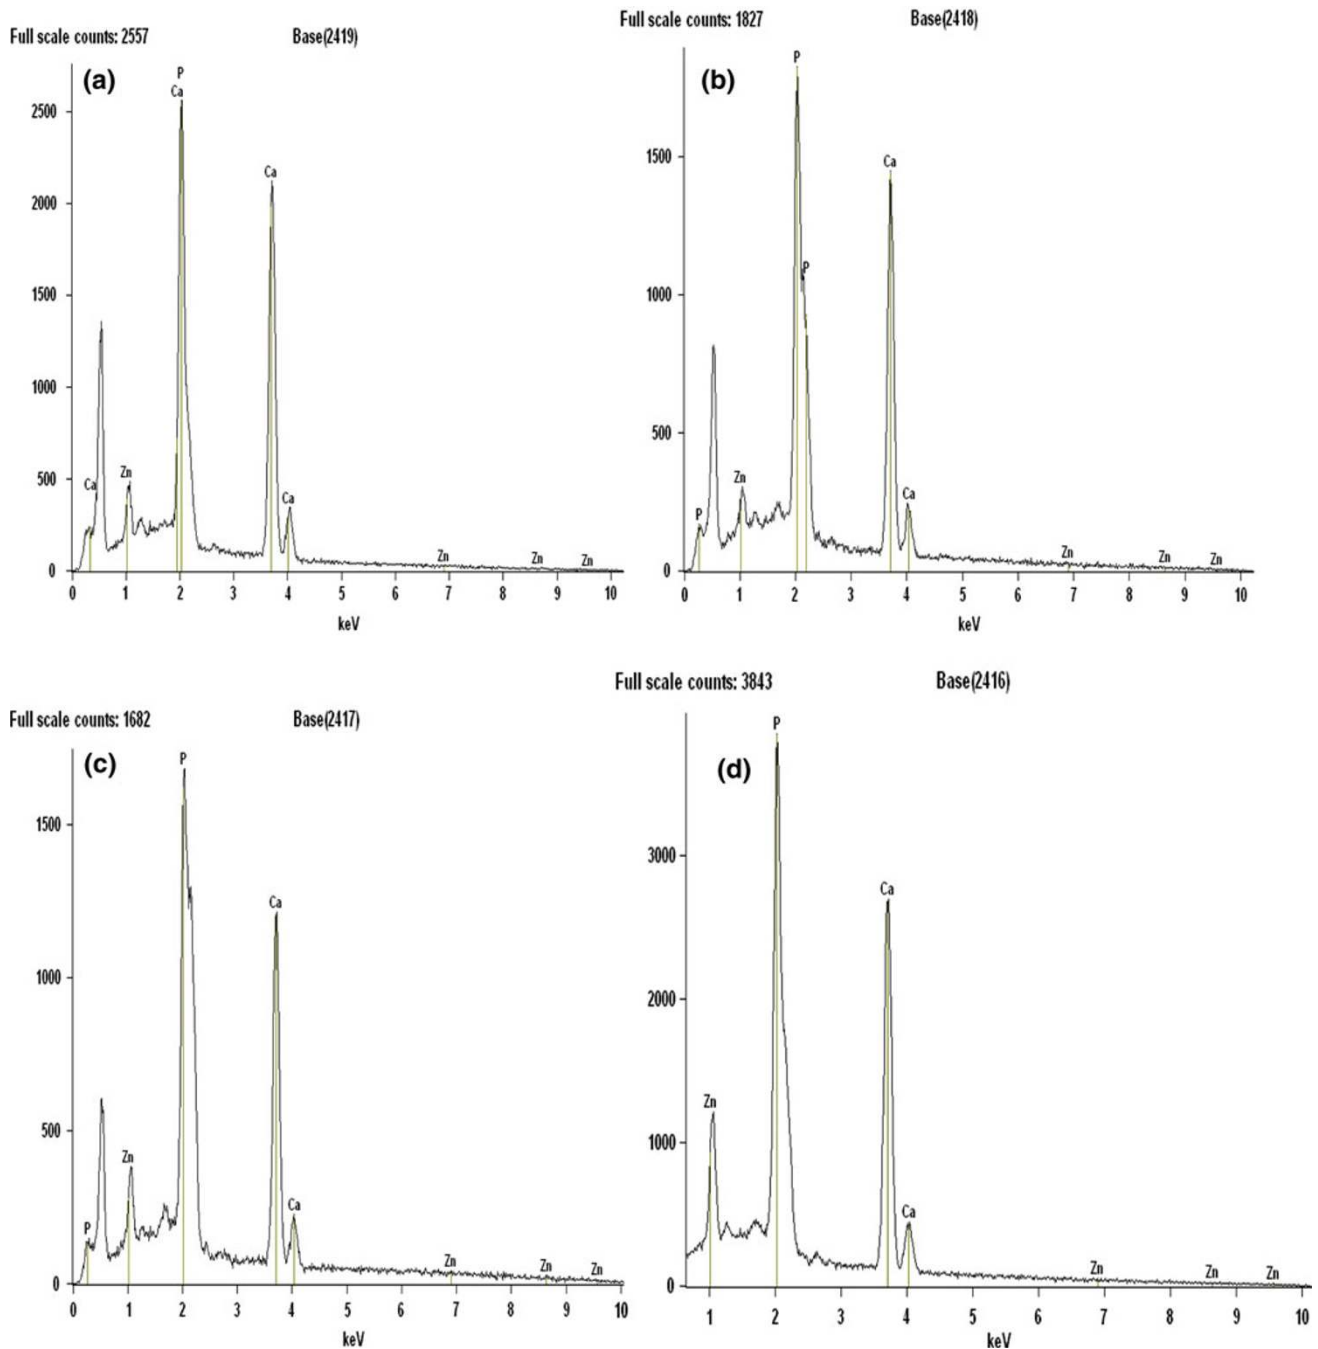 Full scale counts: 2557 Base(2419)
(a)
P
Ca
2500
Ca
2000
1500
1000
Ca Zn
500
Ca
Zn Zn Zn
0
0 1 2 3 4 5 6 7 8 9 10
keV
Full scale counts: 1827 Base(2418)
(b)
P
1500
Ca
P
1000
500
Zn
Ca
P
Zn Zn Zn
0
0 1 2 3 4 5 6 7 8 9 10
keV
Full scale counts: 1682 Base(2417)
(c)
P
1500
Ca
1000
500
Zn
P
Ca
Zn Zn Zn
0
0 1 2 3 4 5 6 7 8 9 10
keV
Full scale counts: 3843 Base(2416)
P
(d)
3000
Ca
2000
Zn
1000
Ca
Zn Zn Zn
0
1 2 3 4 5 6 7 8 9 10
keV